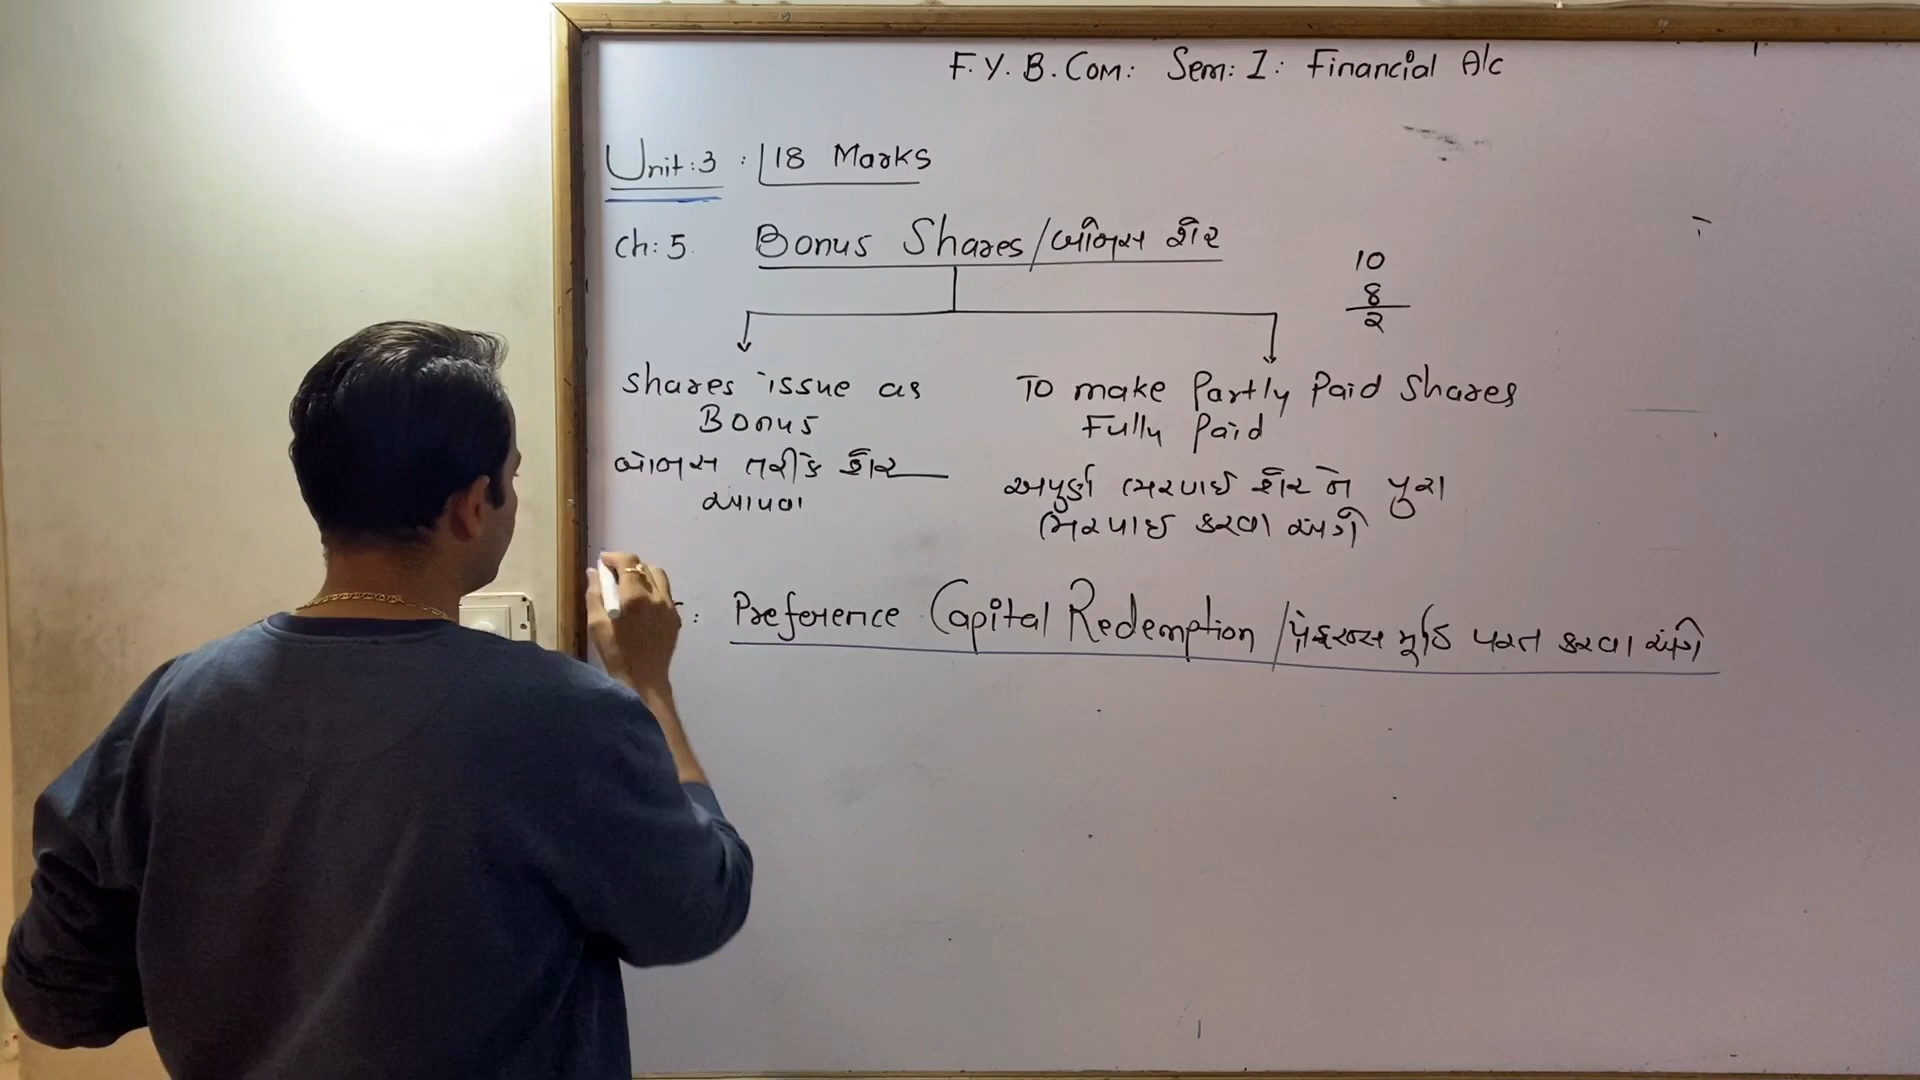 F.Y.B.Com: Sem: I: Financial A/c
Unit:3 : 18 Marks
Ch: 5. Bonus Shares/બોનસ શેર
10
8
2
Shares issue as
Bonus
બોનસ તરીકે શેર
આપવા
To make Partly Paid Shares
Fully Paid
અપુર્ણ ભરપાઈ શેર ને પુરા
ભરપાઈ કરવા અંગે
: Preference Capital Redemption/પ્રેફરન્સ મૂડિ પરત કરવા અંગે